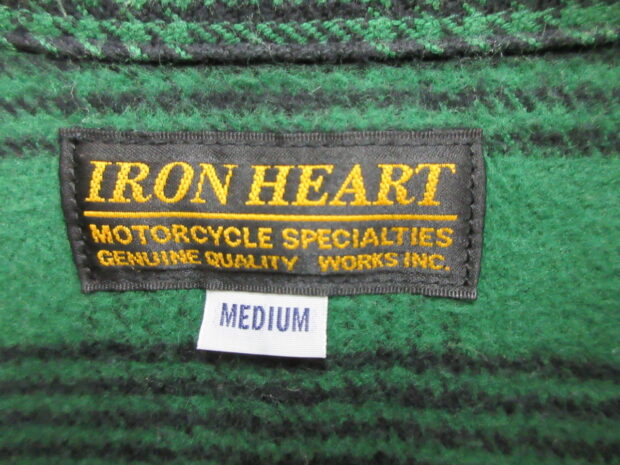 IRON HEART
MOTORCYCLE SPECIALTIES
GENUINE QUALITY WORKS INC.
MEDIUM